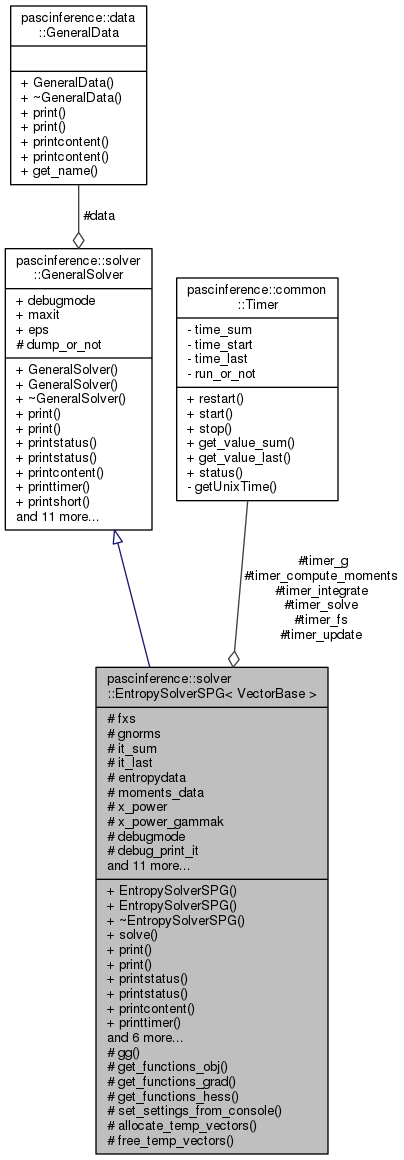 pascinference::data
::GeneralData
+ GeneralData()
+ ~GeneralData()
+ print()
+ print()
+ printcontent()
+ printcontent()
+ get_name()
#data
pascinference::solver
::GeneralSolver
+ debugmode
+ maxit
+ eps
# dump_or_not
+ GeneralSolver()
+ GeneralSolver()
+ ~GeneralSolver()
+ print()
+ print()
+ printstatus()
+ printstatus()
+ printcontent()
+ printtimer()
+ printshort()
and 11 more...
pascinference::common
::Timer
- time_sum
- time_start
- time_last
- run_or_not
+ restart()
+ start()
+ stop()
+ get_value_sum()
+ get_value_last()
+ status()
- getUnixTime()
#timer_g
#timer_compute_moments
#timer_integrate
#timer_solve
#timer_fs
#timer_update
pascinference::solver
::EntropySolverSPG< VectorBase >
# fxs
# gnorms
# it_sum
# it_last
# entropydata
# moments_data
# x_power
# x_power_gammak
# debugmode
# debug_print_it
and 11 more...
+ EntropySolverSPG()
+ EntropySolverSPG()
+ ~EntropySolverSPG()
+ solve()
+ print()
+ print()
+ printstatus()
+ printstatus()
+ printcontent()
+ printtimer()
and 6 more...
# gg()
# get_functions_obj()
# get_functions_grad()
# get_functions_hess()
# set_settings_from_console()
# allocate_temp_vectors()
# free_temp_vectors()